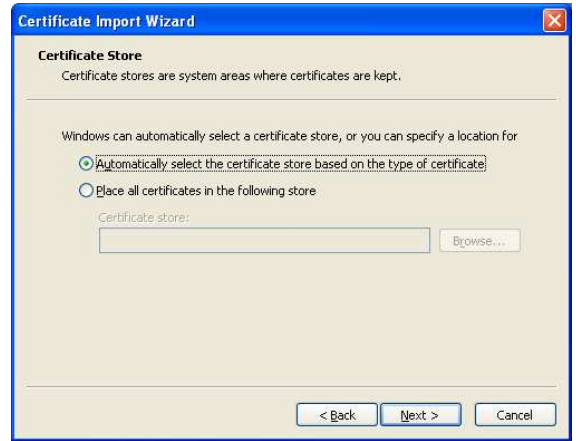 Certificate Import Wizard
Certificate Store
Certificate stores are system areas where certificates are kept.
Windows can automatically select a certificate store, or you can specify a location for
Automatically select the certificate store based on the type of certificate
Place all certificates in the following store
Certificate store:
Browse...
< Back
Next >
Cancel